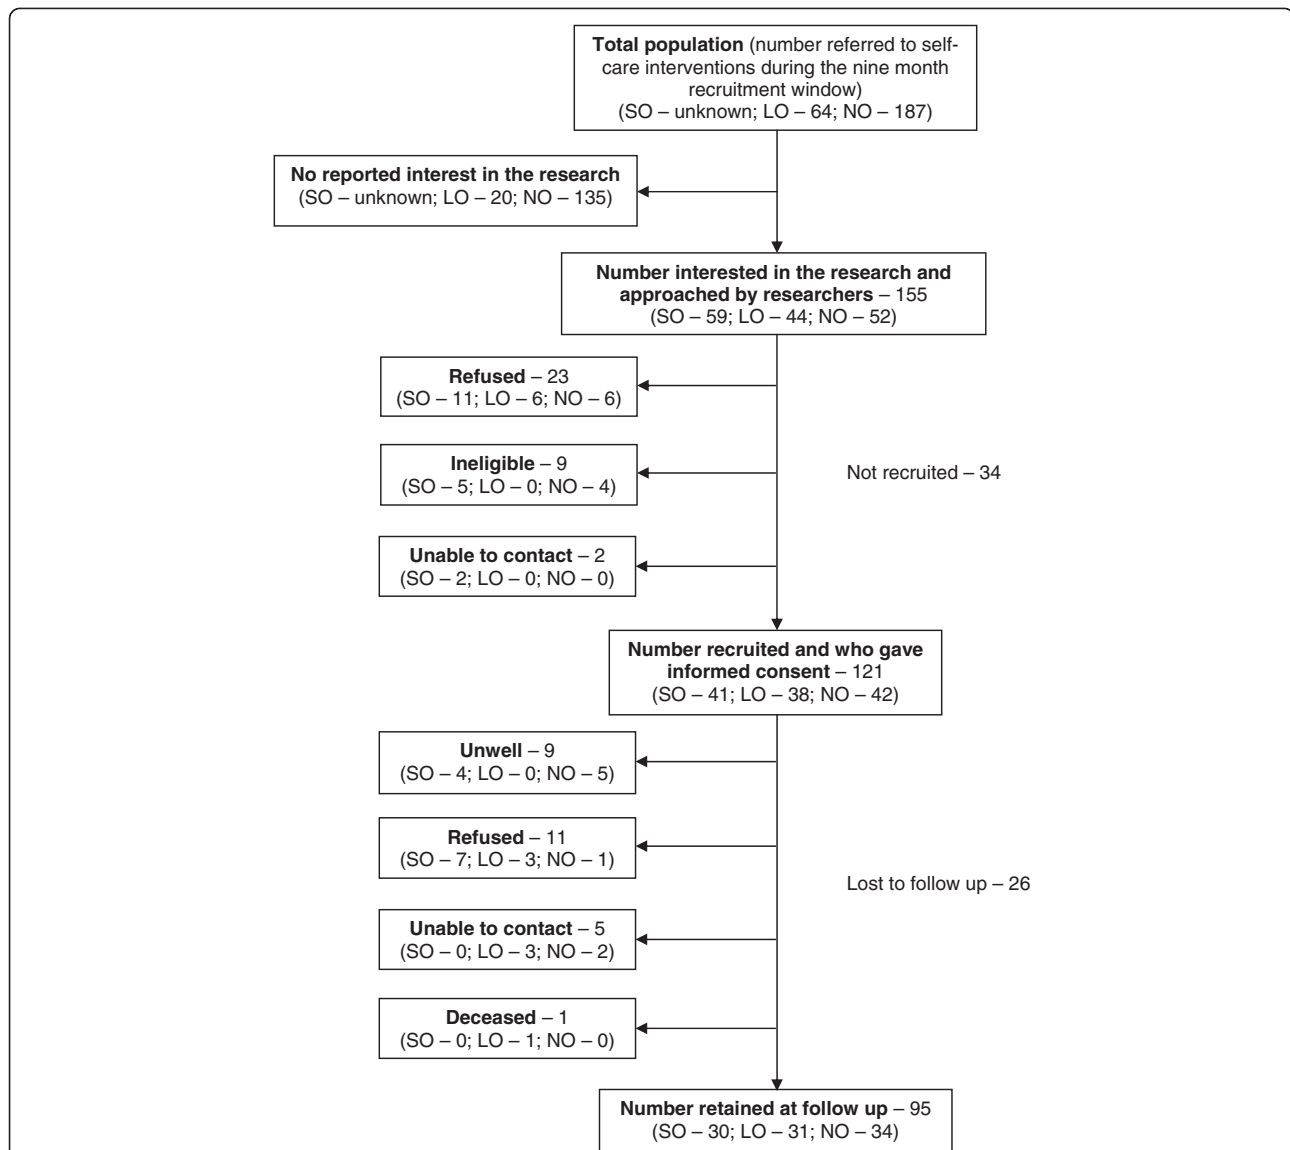 Total population (number referred to self-
care interventions during the nine month
recruitment window)
(SO – unknown; LO – 64; NO – 187)
No reported interest in the research
(SO – unknown; LO – 20; NO – 135)
Number interested in the research and
approached by researchers – 155
(SO – 59; LO – 44; NO – 52)
Refused – 23
(SO – 11; LO – 6; NO – 6)
Ineligible – 9
(SO – 5; LO – 0; NO – 4)
Not recruited – 34
Unable to contact – 2
(SO – 2; LO – 0; NO – 0)
Number recruited and who gave
informed consent – 121
(SO – 41; LO – 38; NO – 42)
Unwell – 9
(SO – 4; LO – 0; NO – 5)
Refused – 11
(SO – 7; LO – 3; NO – 1)
Lost to follow up – 26
Unable to contact – 5
(SO – 0; LO – 3; NO – 2)
Deceased – 1
(SO – 0; LO – 1; NO – 0)
Number retained at follow up – 95
(SO – 30; LO – 31; NO – 34)